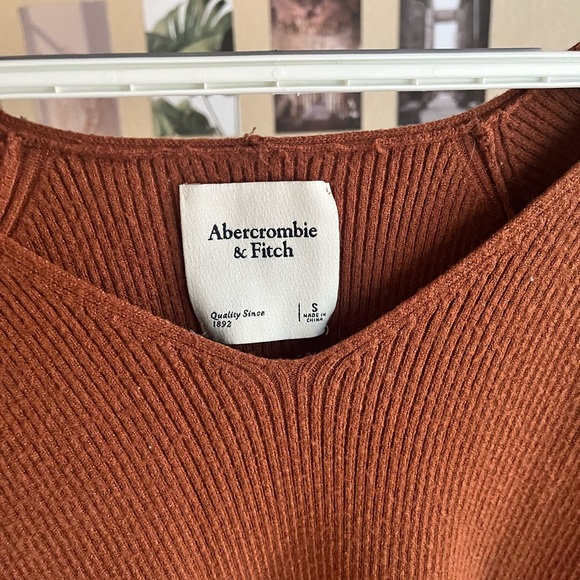 Abercrombie
& Fitch
Quality Since
1892
S
MADE IN
CHINA